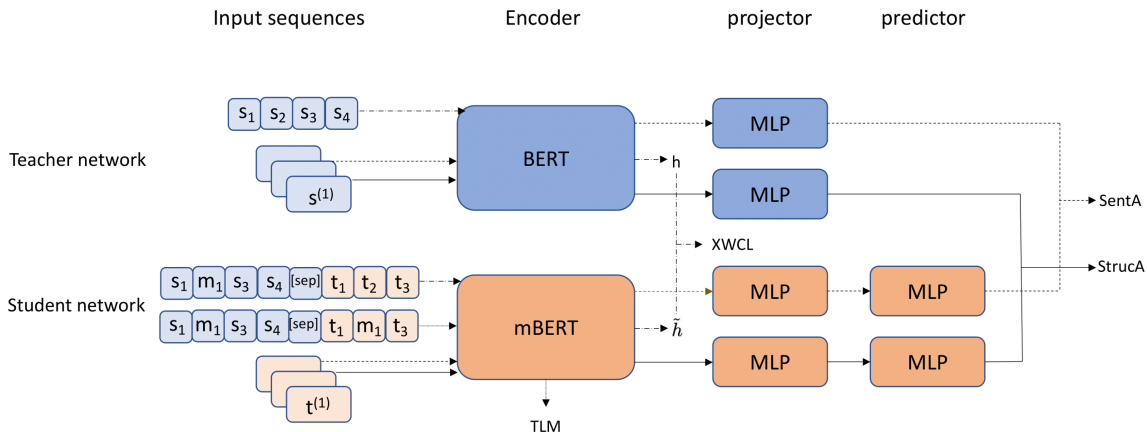 Input sequences Encoder projector predictor
s1 s2 s3 s4
MLP
BERT
Teacher network
h
s(1)
MLP
SentA
XWCL
StrucA
s1 m1 s3 s4 [sep] t1 t2 t3
MLP MLP
Student network
mBERT
h̃
s1 m1 s3 s4 [sep] t1 m1 t3
MLP MLP
t(1)
TLM